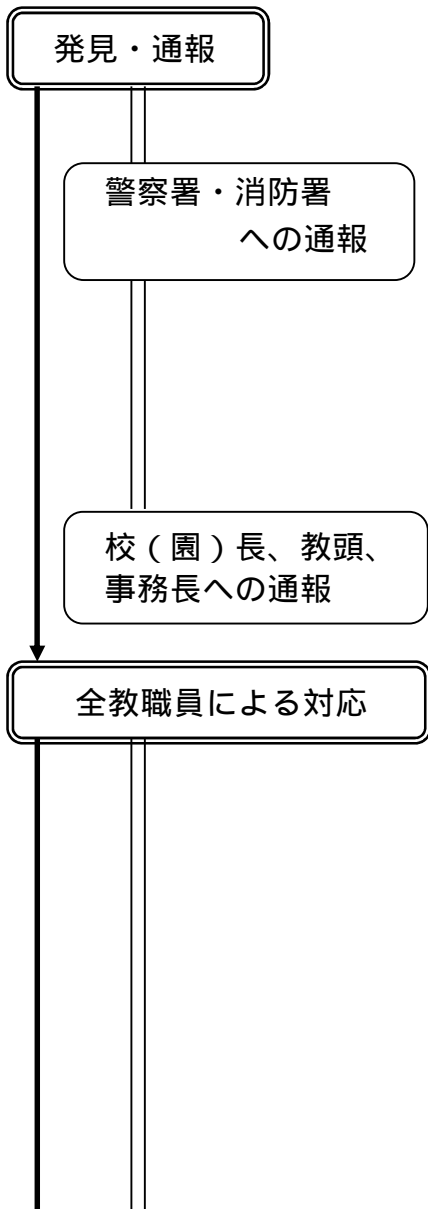 発見・通報
警察署・消防署
への通報
校（園）長、教頭、
事務長への通報
全教職員による対応